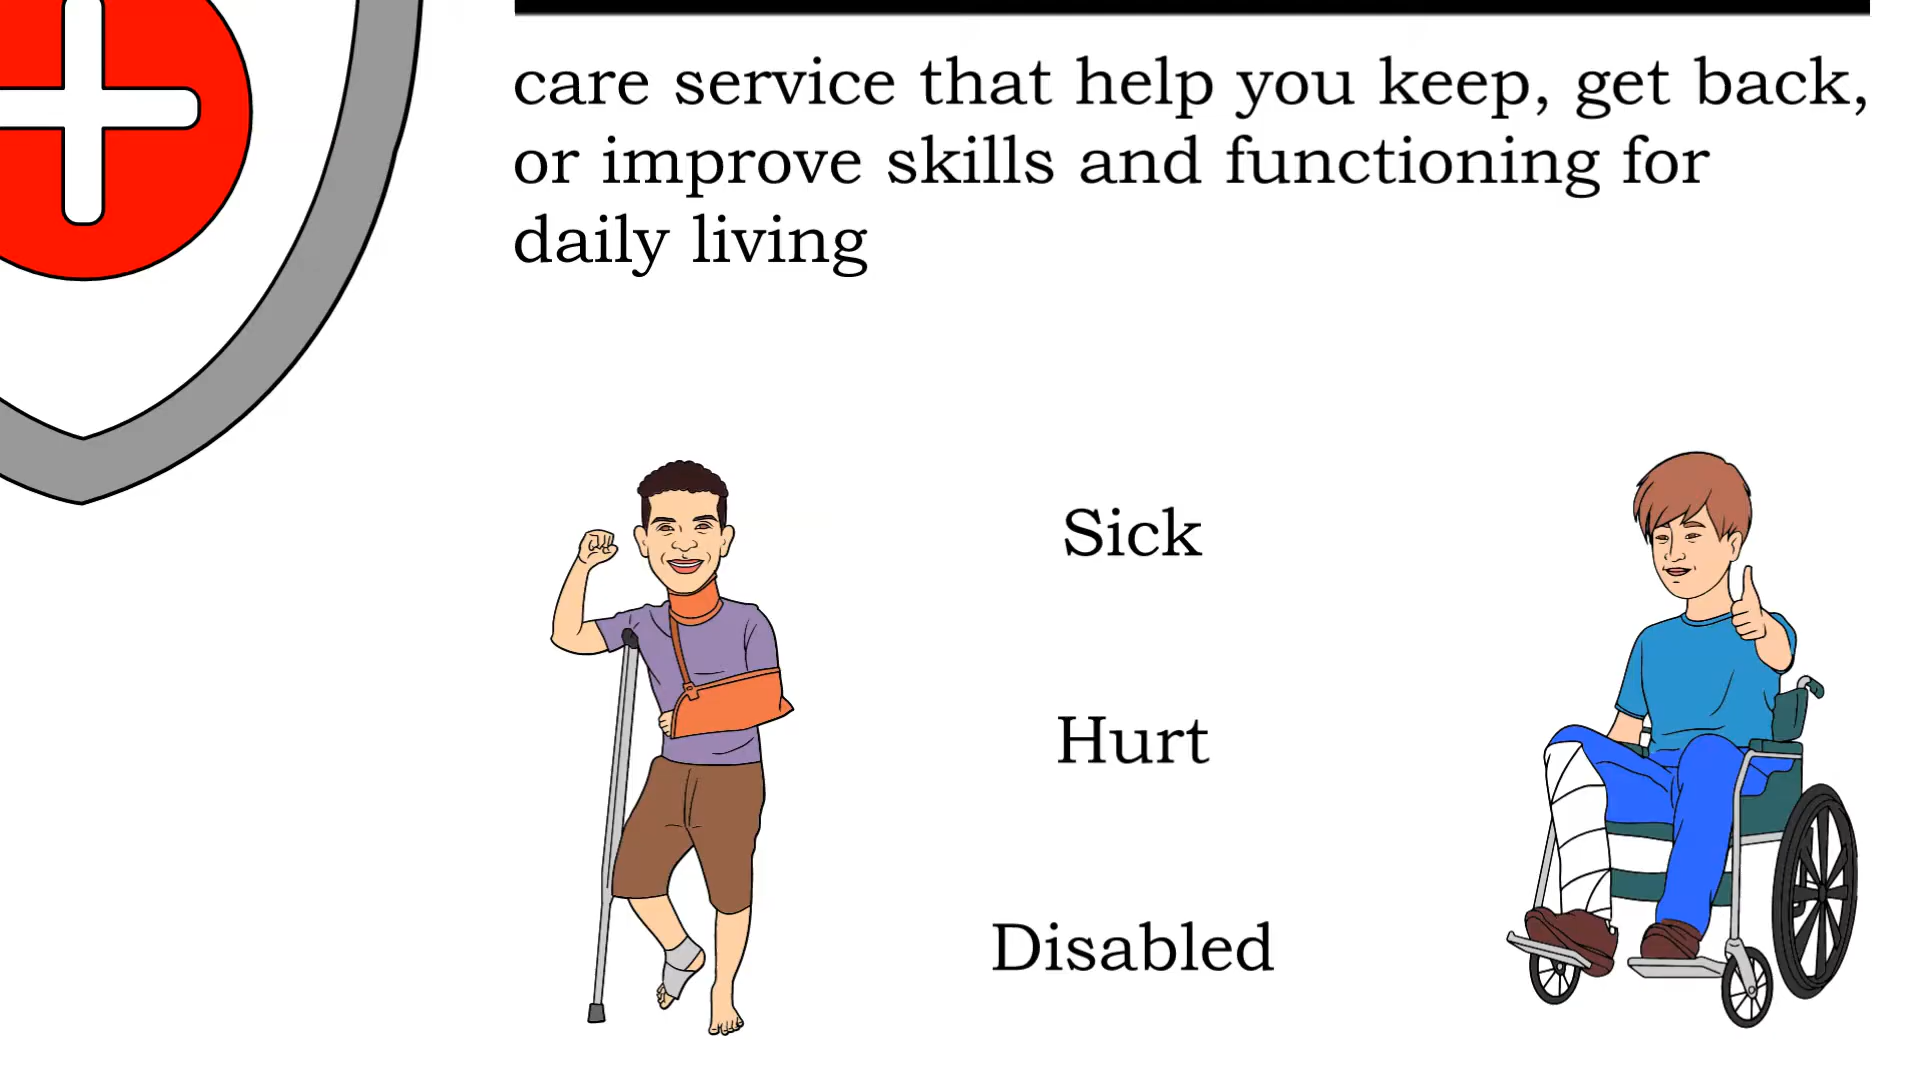 care service that help you keep, get back,
or improve skills and functioning for
daily living
Sick
Hurt
Disabled